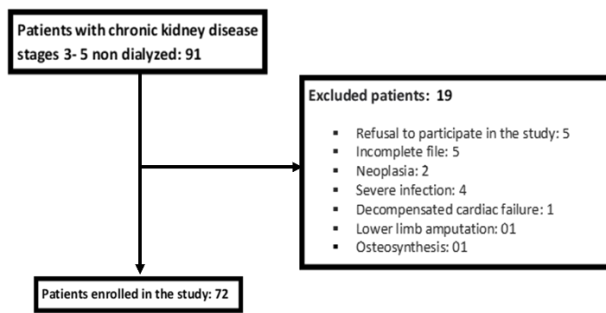 Patients with chronic kidney disease
stages 3- 5 non dialyzed: 91
Excluded patients: 19
▪ Refusal to participate in the study: 5
▪ Incomplete file: 5
▪ Neoplasia: 2
▪ Severe infection: 4
▪ Decompensated cardiac failure: 1
▪ Lower limb amputation: 01
▪ Osteosynthesis: 01
Patients enrolled in the study: 72